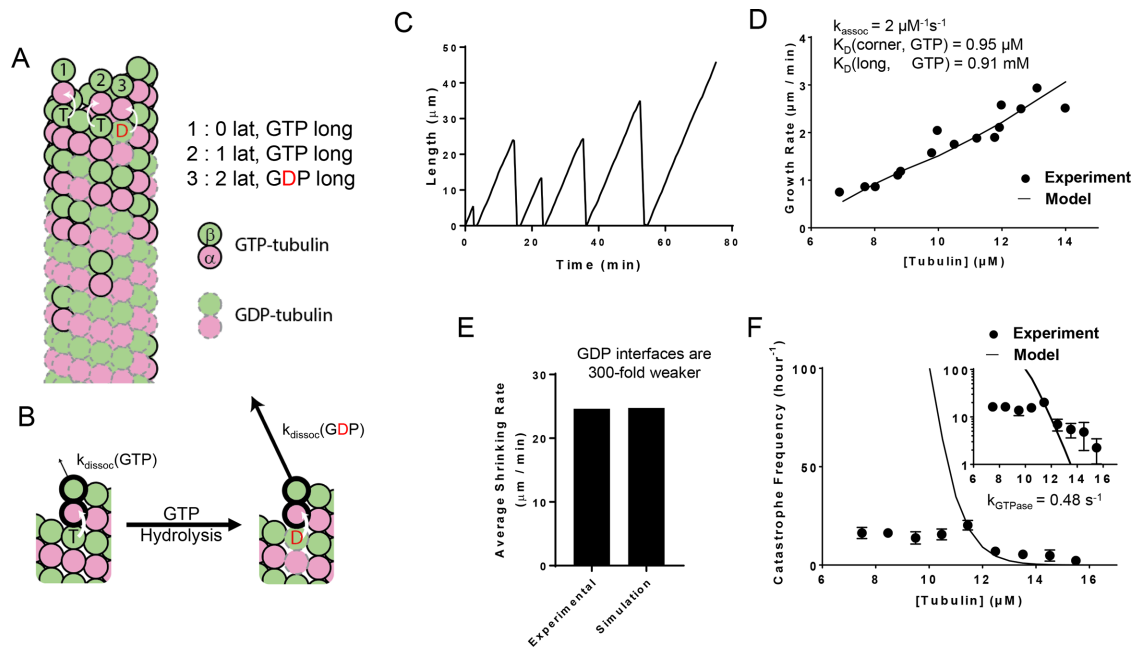 A
1
2
3
T
T
D
1 : 0 lat, GTP long
2 : 1 lat, GTP long
3 : 2 lat, GDP long
β
α
GTP-tubulin
GDP-tubulin
B
kdissoc(GTP)
T
GTP
Hydrolysis
kdissoc(GDP)
D
C
Length (μm)
50
40
30
20
10
0
0 20 40 60 80
Time (min)
D
kassoc = 2 μM-1s-1
KD(corner, GTP) = 0.95 μM
KD(long, GTP) = 0.91 mM
Growth Rate (μm / min)
4
3
2
1
0
6 8 10 12 14
[Tubulin] (μM)
Experiment
Model
E
GDP interfaces are
300-fold weaker
Average Shrinking Rate
(μm / min)
30
20
10
0
Experimental
Simulation
F
Experiment
Model
Catastrophe Frequency (hour-1)
100
50
0
6 8 10 12 14 16
[Tubulin] (μM)
100
10
1
6 8 10 12 14 16
kGTPase = 0.48 s-1